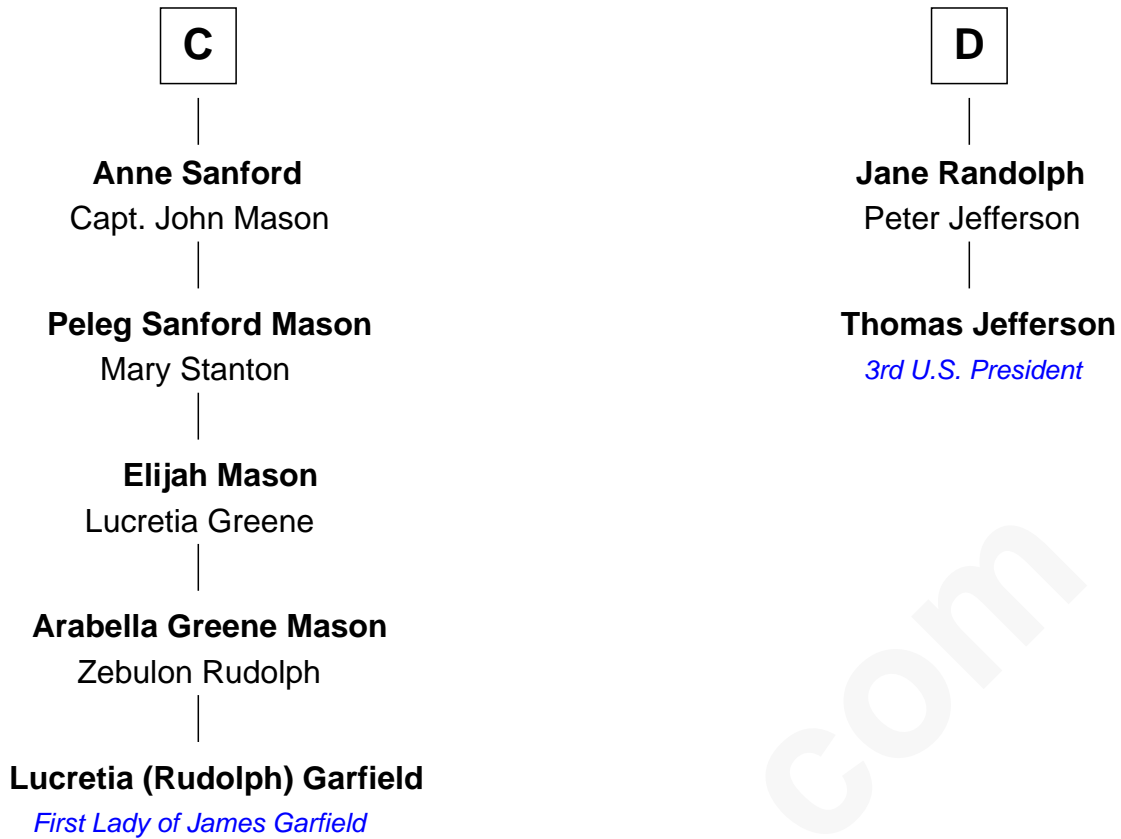 C
Anne Sanford
Capt. John Mason
Peleg Sanford Mason
Mary Stanton
Elijah Mason
Lucretia Greene
Arabella Greene Mason
Zebulon Rudolph
Lucretia (Rudolph) Garfield
First Lady of James Garfield
D
Jane Randolph
Peter Jefferson
Thomas Jefferson
3rd U.S. President
com